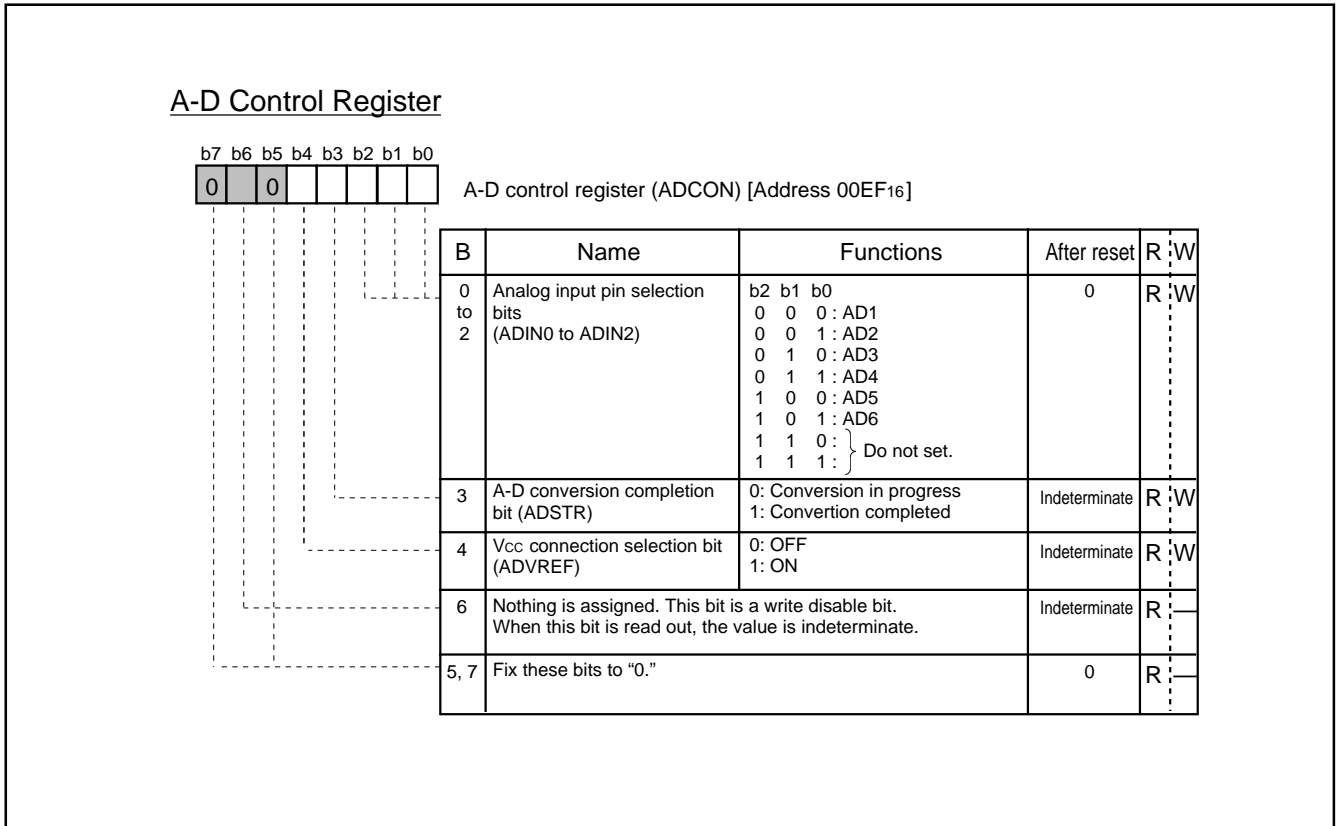 A-D Control Register
b7 b6 b5 b4 b3 b2 b1 b0
0 0
A-D control register (ADCON) [Address 00EF16]
B Name Functions After reset R W
0 to 2 Analog input pin selection bits (ADIN0 to ADIN2) 0 R W
b2 b1 b0
0 0 0 : AD1
0 0 1 : AD2
0 1 0 : AD3
0 1 1 : AD4
1 0 0 : AD5
1 0 1 : AD6
1 1 0 :
1 1 1 :
Do not set.
3 A-D conversion completion bit (ADSTR) 0: Conversion in progress Indeterminate R W
1: Convertion completed
4 Vcc connection selection bit (ADVREF) 0: OFF Indeterminate R W
1: ON
6 Nothing is assigned. This bit is a write disable bit. Indeterminate R —
When this bit is read out, the value is indeterminate.
5, 7 Fix these bits to “0.” 0 R —